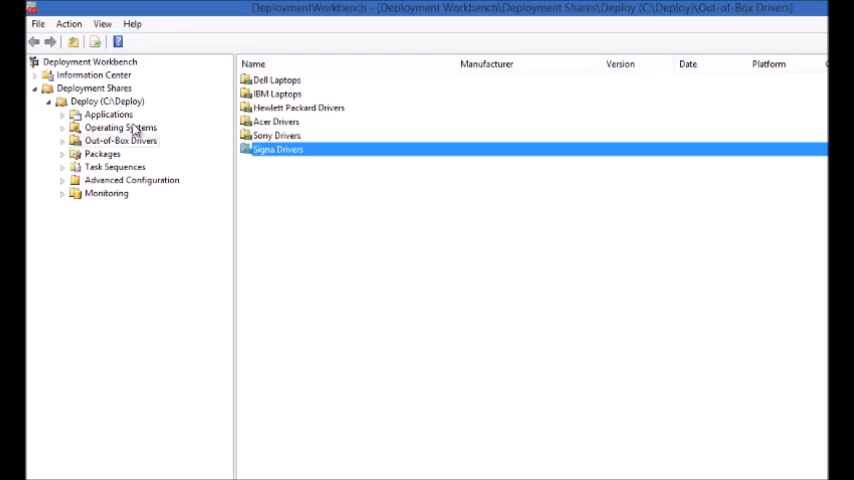 DeploymentWorkbench - [Deployment Workbench\Deployment Shares\Deploy (C:\Deploy)\Out-of-Box Drivers]
File Action View Help
Deployment Workbench
Information Center
Deployment Shares
Deploy (C:\Deploy)
Applications
Operating Systems
Out-of-Box Drivers
Packages
Task Sequences
Advanced Configuration
Monitoring
Name Manufacturer Version Date Platform
Dell Laptops
IBM Laptops
Hewlett Packard Drivers
Acer Drivers
Sony Drivers
Signa Drivers